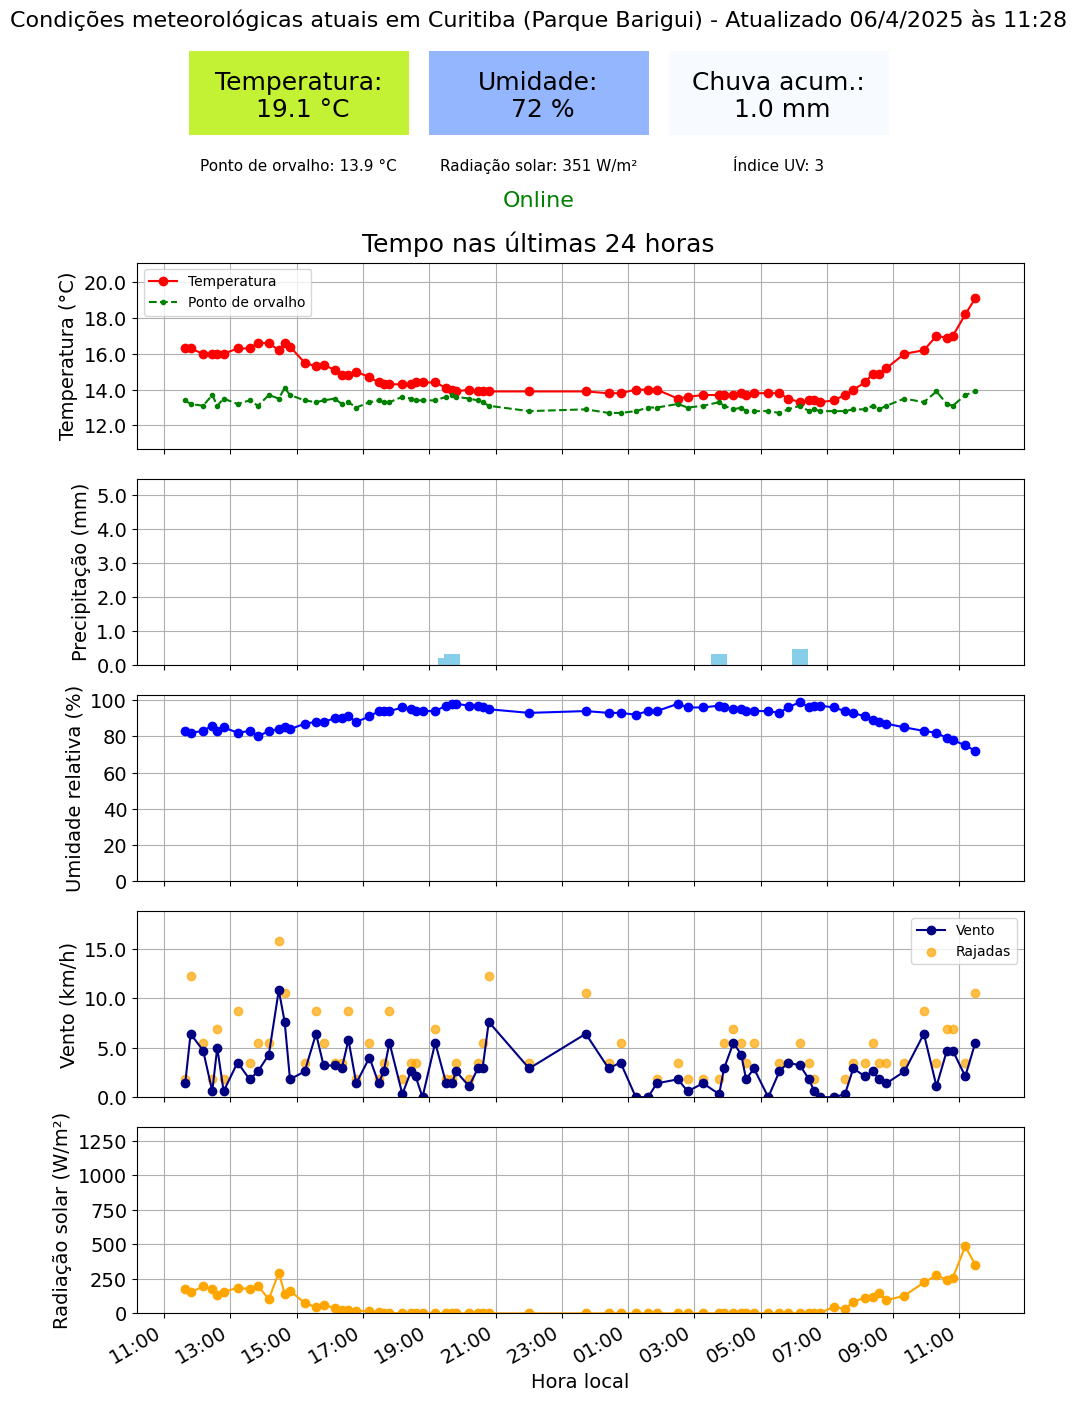 Condições meteorológicas atuais em Curitiba (Parque Barigui) - Atualizado 06/4/2025 às 11:28
Temperatura:
19.1 °C
Umidade:
72 %
Chuva acum.:
1.0 mm
Ponto de orvalho: 13.9 °C
Radiação solar: 351 W/m²
Índice UV: 3
Online
Tempo nas últimas 24 horas
Temperatura (°C)
20.0
18.0
16.0
14.0
12.0
Temperatura
Ponto de orvalho
Precipitação (mm)
5.0
4.0
3.0
2.0
1.0
0.0
Umidade relativa (%)
100
80
60
40
20
0
Vento (km/h)
15.0
10.0
5.0
0.0
Vento
Rajadas
Radiação solar (W/m²)
1250
1000
750
500
250
0
11:00
13:00
15:00
17:00
19:00
21:00
23:00
01:00
03:00
05:00
07:00
09:00
11:00
Hora local